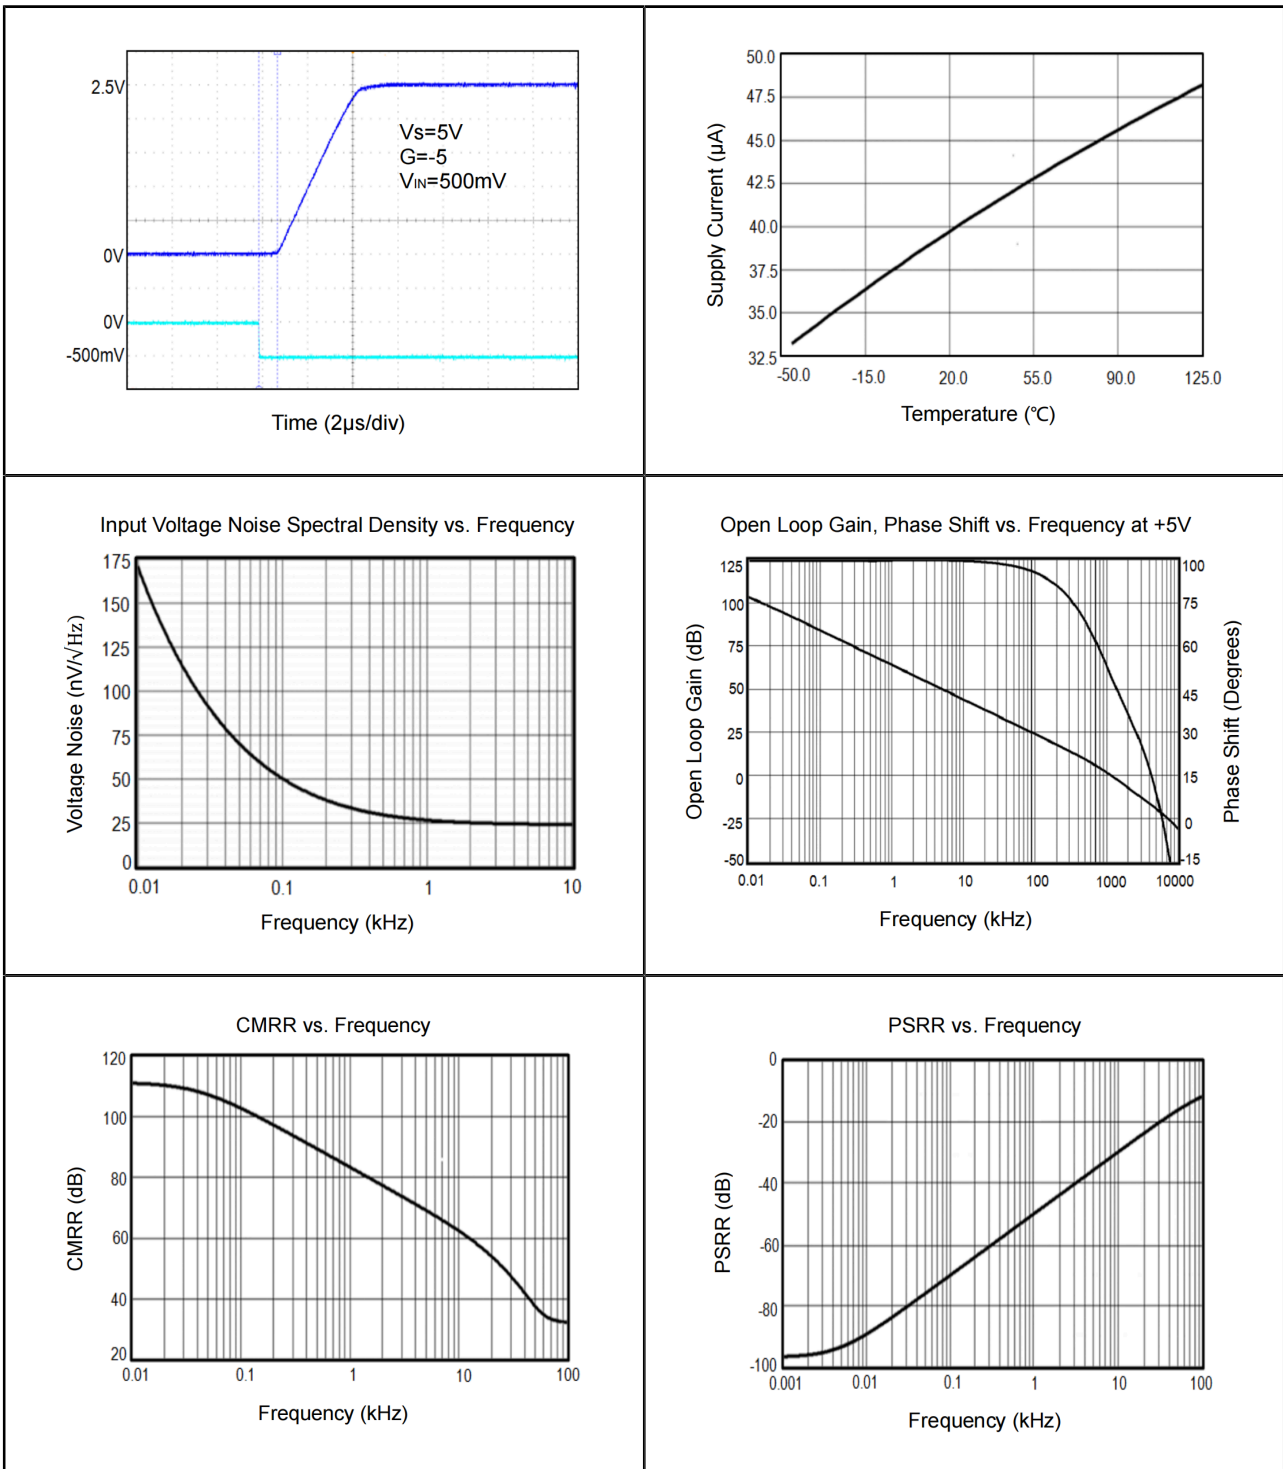 2.5V
Vs=5V
G=-5
VIN=500mV
0V
0V
-500mV
Time (2µs/div)
50.0
47.5
45.0
42.5
40.0
37.5
35.0
32.5
Supply Current (µA)
-50.0 -15.0 20.0 55.0 90.0 125.0
Temperature (℃)
Input Voltage Noise Spectral Density vs. Frequency
175
150
125
100
75
50
25
0
Voltage Noise (nV/√Hz)
0.01 0.1 1 10
Frequency (kHz)
Open Loop Gain, Phase Shift vs. Frequency at +5V
125
100
75
50
25
0
-25
-50
Open Loop Gain (dB)
100
75
60
45
30
15
0
-15
Phase Shift (Degrees)
0.01 0.1 1 10 100 1000 10000
Frequency (kHz)
CMRR vs. Frequency
120
100
80
60
40
20
CMRR (dB)
0.01 0.1 1 10 100
Frequency (kHz)
PSRR vs. Frequency
0
-20
-40
-60
-80
-100
PSRR (dB)
0.001 0.01 0.1 1 10 100
Frequency (kHz)